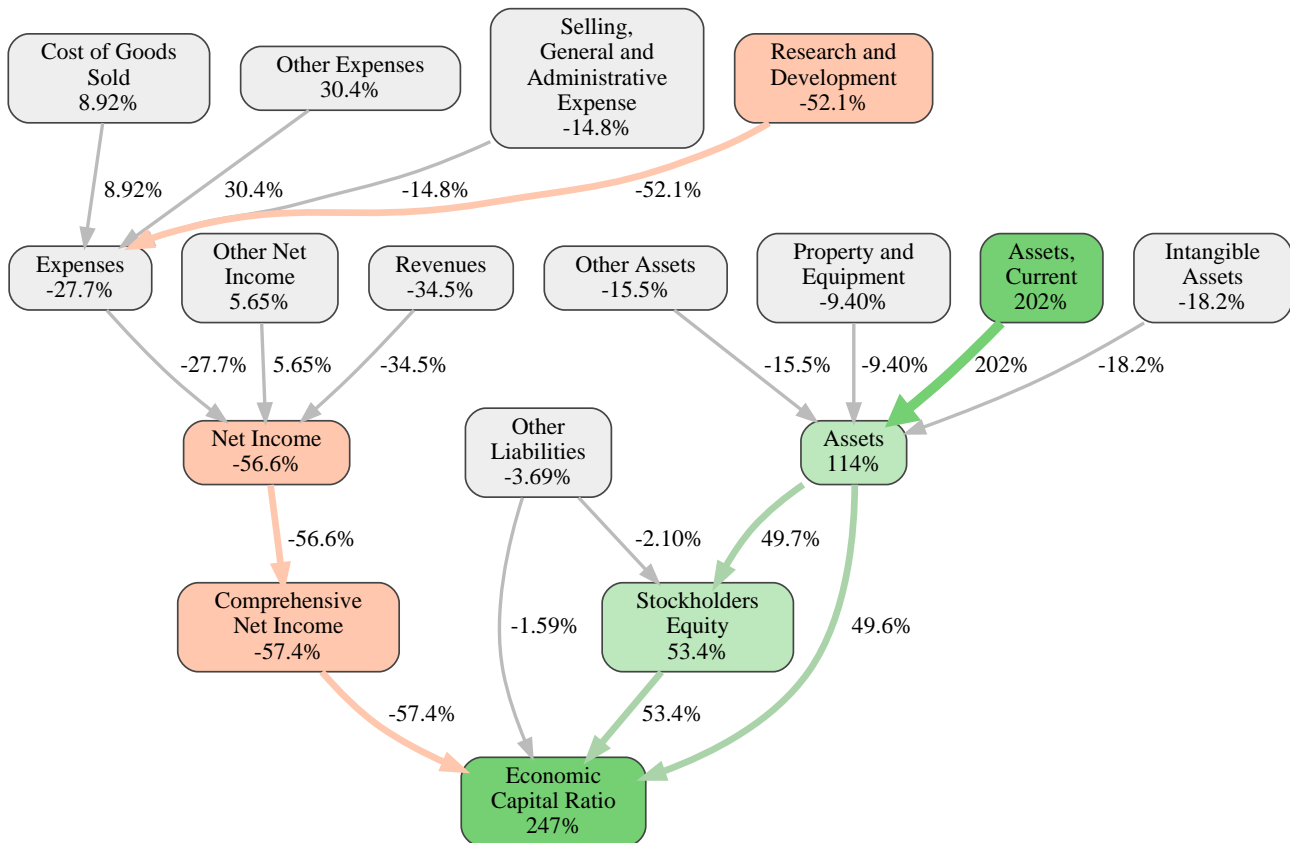 Cost of Goods
Sold
8.92%
Other Expenses
30.4%
Selling,
General and
Administrative
Expense
-14.8%
Research and
Development
-52.1%
8.92%
30.4%
-14.8%
-52.1%
Expenses
-27.7%
Other Net
Income
5.65%
Revenues
-34.5%
Other Assets
-15.5%
Property and
Equipment
-9.40%
Assets,
Current
202%
Intangible
Assets
-18.2%
-27.7%
5.65%
-34.5%
-15.5%
-9.40%
202%
-18.2%
Net Income
-56.6%
Other
Liabilities
-3.69%
Assets
114%
-56.6%
-2.10%
49.7%
Comprehensive
Net Income
-57.4%
-1.59%
Stockholders
Equity
53.4%
49.6%
-57.4%
53.4%
Economic
Capital Ratio
247%